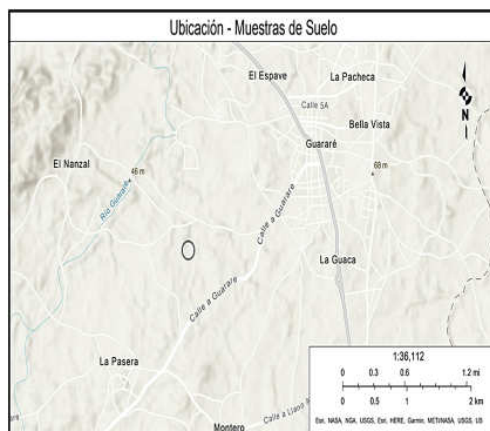 Ubicación - Muestras de Suelo
El Espave
La Pacheca
Calle 5A
Bella Vista
N
Guararé
El Nanzal
46 m
68 m
Río Guararé
Calle a Guarare
La Guaca
Calle a Guarare
La Pasera
Montero
Calle a Llano
1:36,112
0 0.3 0.6 1.2 mi
0 0.5 1 2 km
Esri, NASA, NGA, USGS, Esri, HERE, Garmin, METI/NASA, USGS, US